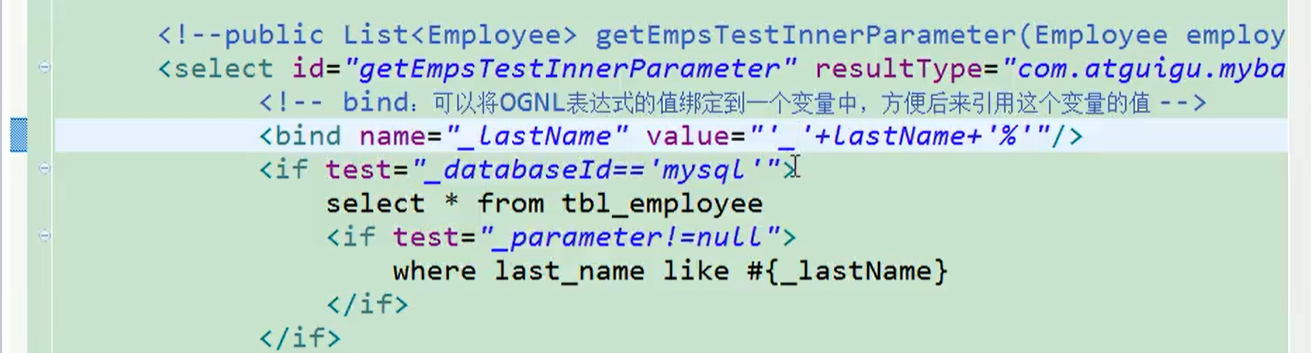 <!--public List<Employee> getEmpsTestInnerParameter(Employee employ
<select id="getEmpsTestInnerParameter" resultType="com.atguigu.myba
<!-- bind：可以将OGNL表达式的值绑定到一个变量中，方便后来引用这个变量的值 -->
<bind name="_lastName" value="'_'+lastName+'%'"/>
<if test="_databaseId=='mysql'">
select * from tbl_employee
<if test="_parameter!=null">
where last_name like #{_lastName}
</if>
</if>